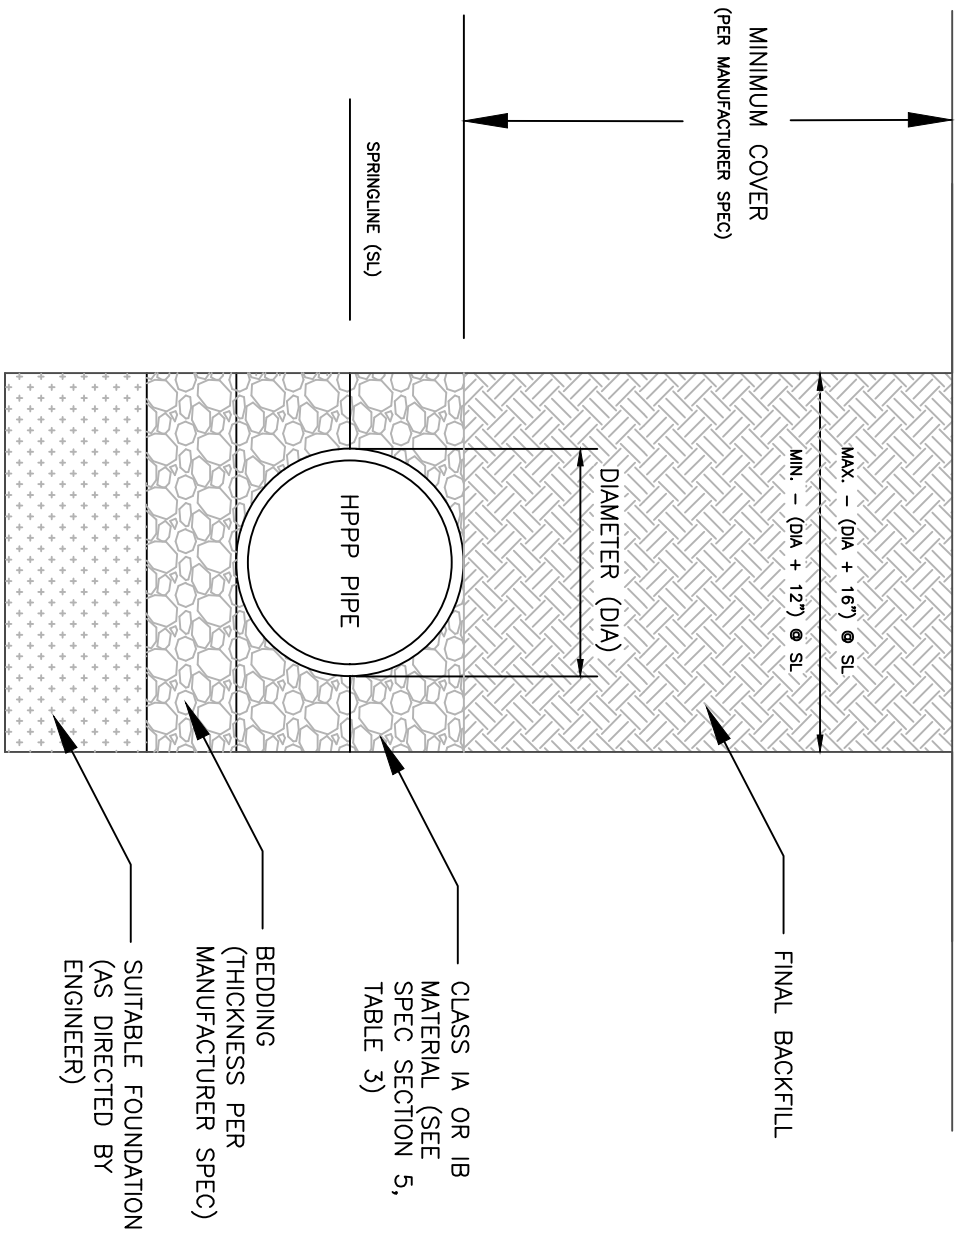 MINIMUM COVER
(PER MANUFACTURER SPEC)
SPRINGLINE (SL)
MAX. - (DIA + 16") @ SL
MIN. - (DIA + 12") @ SL
DIAMETER (DIA)
HPPP PIPE
FINAL BACKFILL
CLASS IA OR IB
MATERIAL (SEE
SPEC SECTION 5,
TABLE 3)
BEDDING
(THICKNESS PER
MANUFACTURER SPEC)
SUITABLE FOUNDATION
(AS DIRECTED BY
ENGINEER)